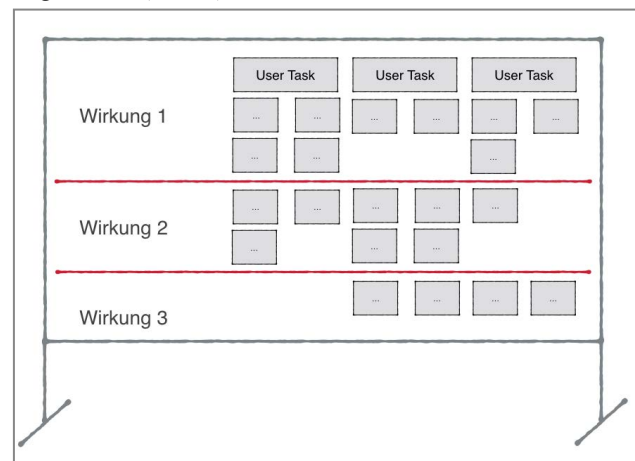 User Task User Task User Task
Wirkung 1
... ... ... ... ... ...
... ... ...
Wirkung 2
... ... ... ... ...
... ... ...
Wirkung 3
... ... ... ...